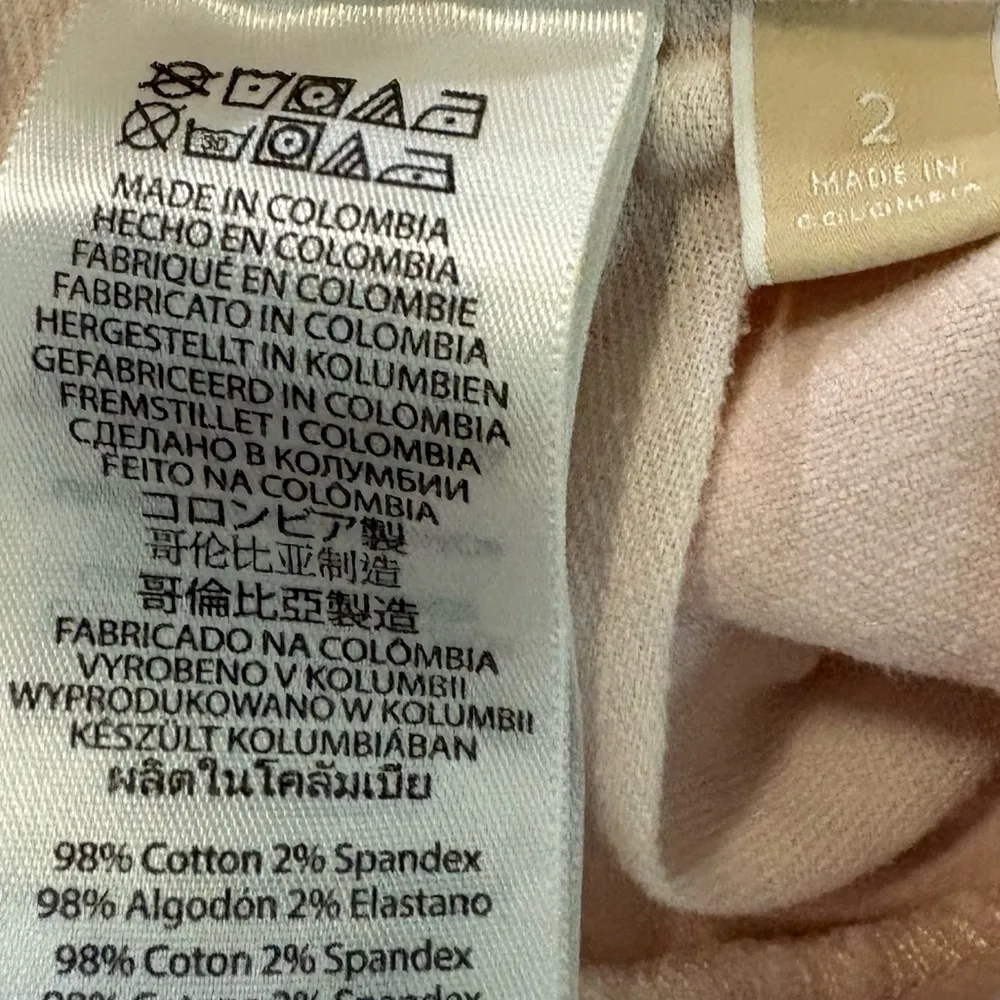 30
MADE IN COLOMBIA
HECHO EN COLOMBIA
FABRIQUÉ EN COLOMBIE
FABBRICATO IN COLOMBIA
HERGESTELLT IN KOLUMBIEN
GEFABRICEERD IN COLOMBIA
FREMSTILLET I COLOMBIA
СДЕЛАНО В КОЛУМБИИ
FEITO NA COLÔMBIA
コロンビア製
哥伦比亚制造
哥倫比亞製造
FABRICADO NA COLÔMBIA
VYROBENO V KOLUMBII
WYPRODUKOWANO W KOLUMBII
KÉSZÜLT KOLUMBIÁBAN
ผลิตในโคลัมเบีย
98% Cotton 2% Spandex
98% Algodón 2% Elastano
98% Coton 2% Spandex
2
MADE IN
COLOMBIA